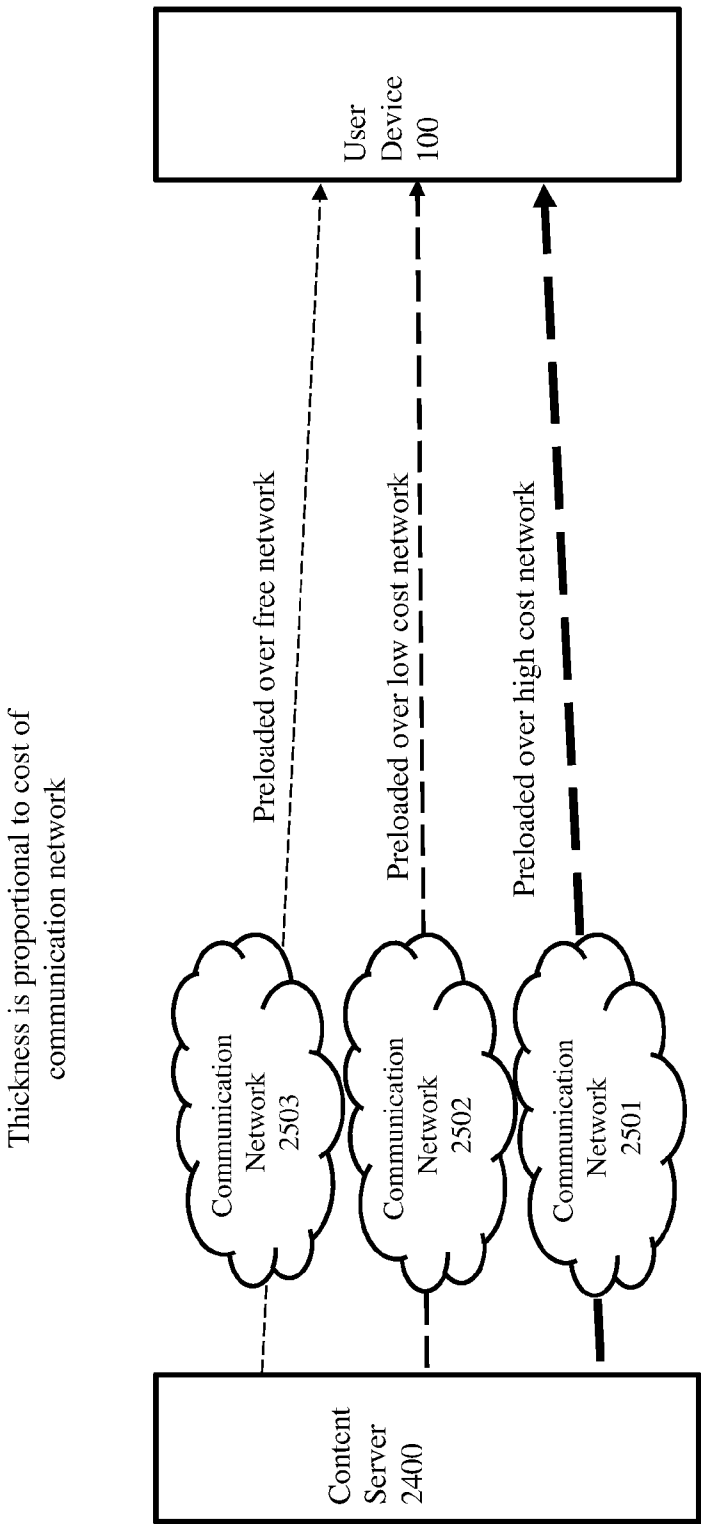 Thickness is proportional to cost of
communication network
Content
Server
2400
Communication
Network
2503
Preloaded over free network
Communication
Network
2502
Preloaded over low cost network
Communication
Network
2501
Preloaded over high cost network
User
Device
100